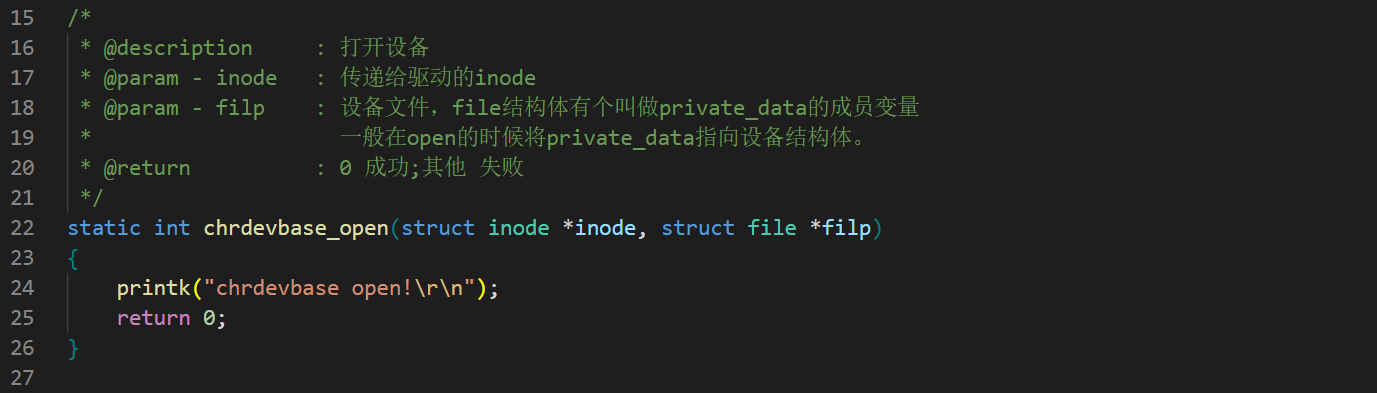 15 /*
16  * @description     : 打开设备
17  * @param - inode   : 传递给驱动的inode
18  * @param - filp    : 设备文件，file结构体有个叫做private_data的成员变量
19  *                    一般在open的时候将private_data指向设备结构体。
20  * @return          : 0 成功;其他 失败
21  */
22 static int chrdevbase_open(struct inode *inode, struct file *filp)
23 {
24     printk("chrdevbase open!\r\n");
25     return 0;
26 }
27